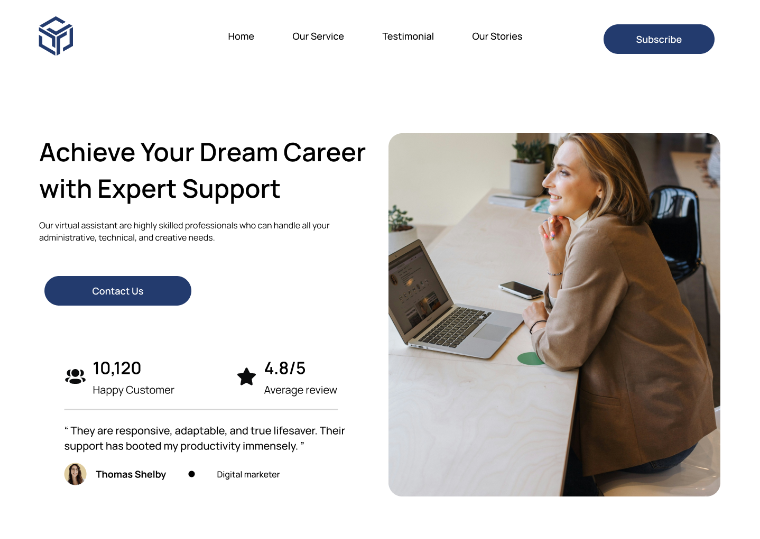 Home
Our Service
Testimonial
Our Stories
Subscribe
Achieve Your Dream Career
with Expert Support
Our virtual assistant are highly skilled professionals who can handle all your
administrative, technical, and creative needs.
Contact Us
10,120
Happy Customer
4.8/5
Average review
“ They are responsive, adaptable, and true lifesaver. Their
support has booted my productivity immensely. ”
Thomas Shelby
Digital marketer